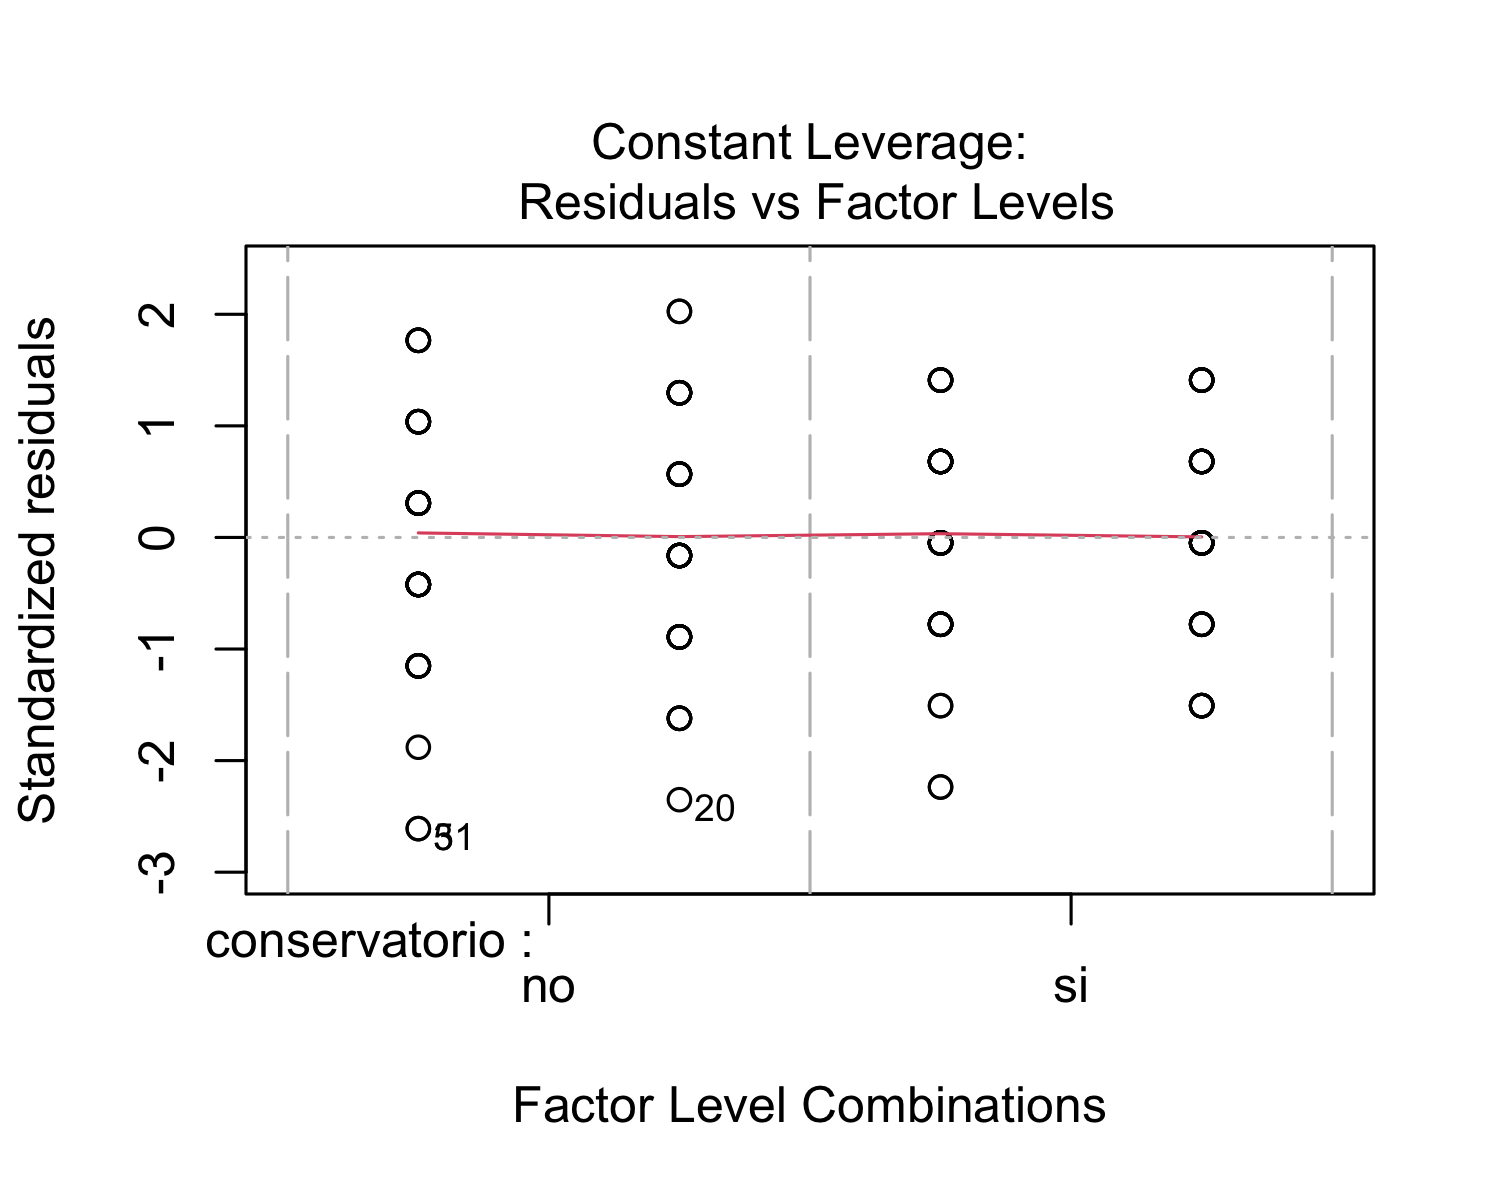 Constant Leverage:
Residuals vs Factor Levels
Standardized residuals
2
1
0
-1
-2
-3
20
conservatorio :
no
si
Factor Level Combinations